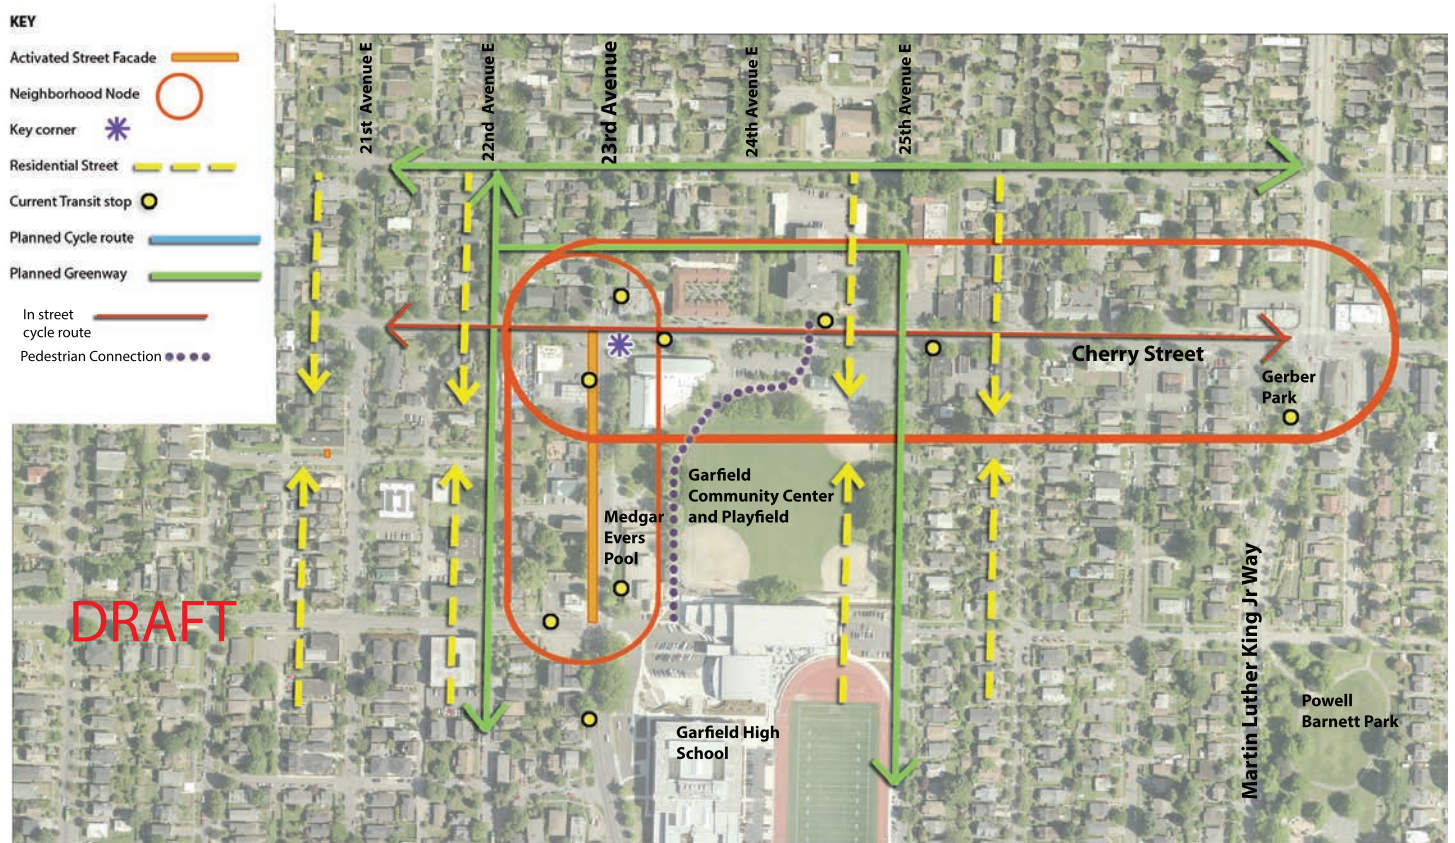 KEY
Activated Street Facade
Neighborhood Node
Key corner
Residential Street
Current Transit stop
Planned Cycle route
Planned Greenway
In street
cycle route
Pedestrian Connection
21st Avenue E
22nd Avenue E
23rd Avenue
24th Avenue E
25th Avenue E
Cherry Street
Gerber
Park
Garfield
Community Center
and Playfield
Medgar
Evers
Pool
DRAFT
Martin Luther King Jr Way
Powell
Barnett Park
Garfield High
School